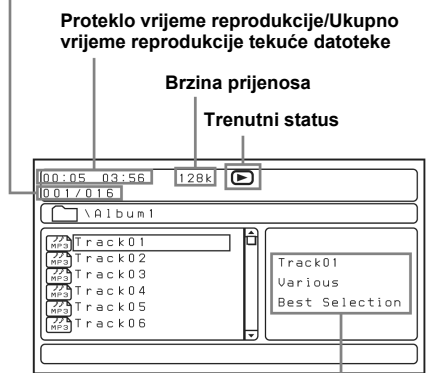 Proteklo vrijeme reprodukcije/Ukupno
vrijeme reprodukcije tekuće datoteke
Brzina prijenosa
Trenutni status
00:05 03:56 128k
001/016
\Album1
MP3 Track01
MP3 Track02
MP3 Track03
MP3 Track04
MP3 Track05
MP3 Track06
Track01
Various
Best Selection